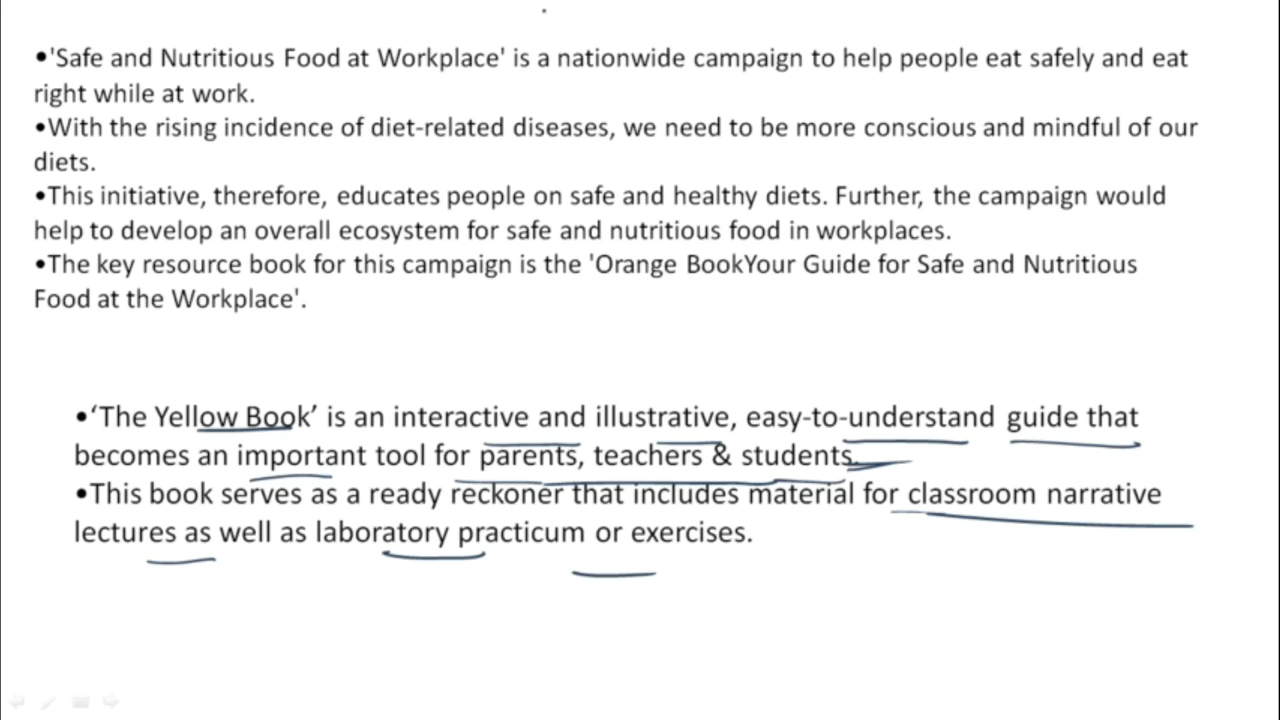 •'Safe and Nutritious Food at Workplace' is a nationwide campaign to help people eat safely and eat
right while at work.
•With the rising incidence of diet-related diseases, we need to be more conscious and mindful of our
diets.
•This initiative, therefore, educates people on safe and healthy diets. Further, the campaign would
help to develop an overall ecosystem for safe and nutritious food in workplaces.
•The key resource book for this campaign is the 'Orange BookYour Guide for Safe and Nutritious
Food at the Workplace'.
•‘The Yellow Book’ is an interactive and illustrative, easy-to-understand guide that
becomes an important tool for parents, teachers & students.
•This book serves as a ready reckoner that includes material for classroom narrative
lectures as well as laboratory practicum or exercises.